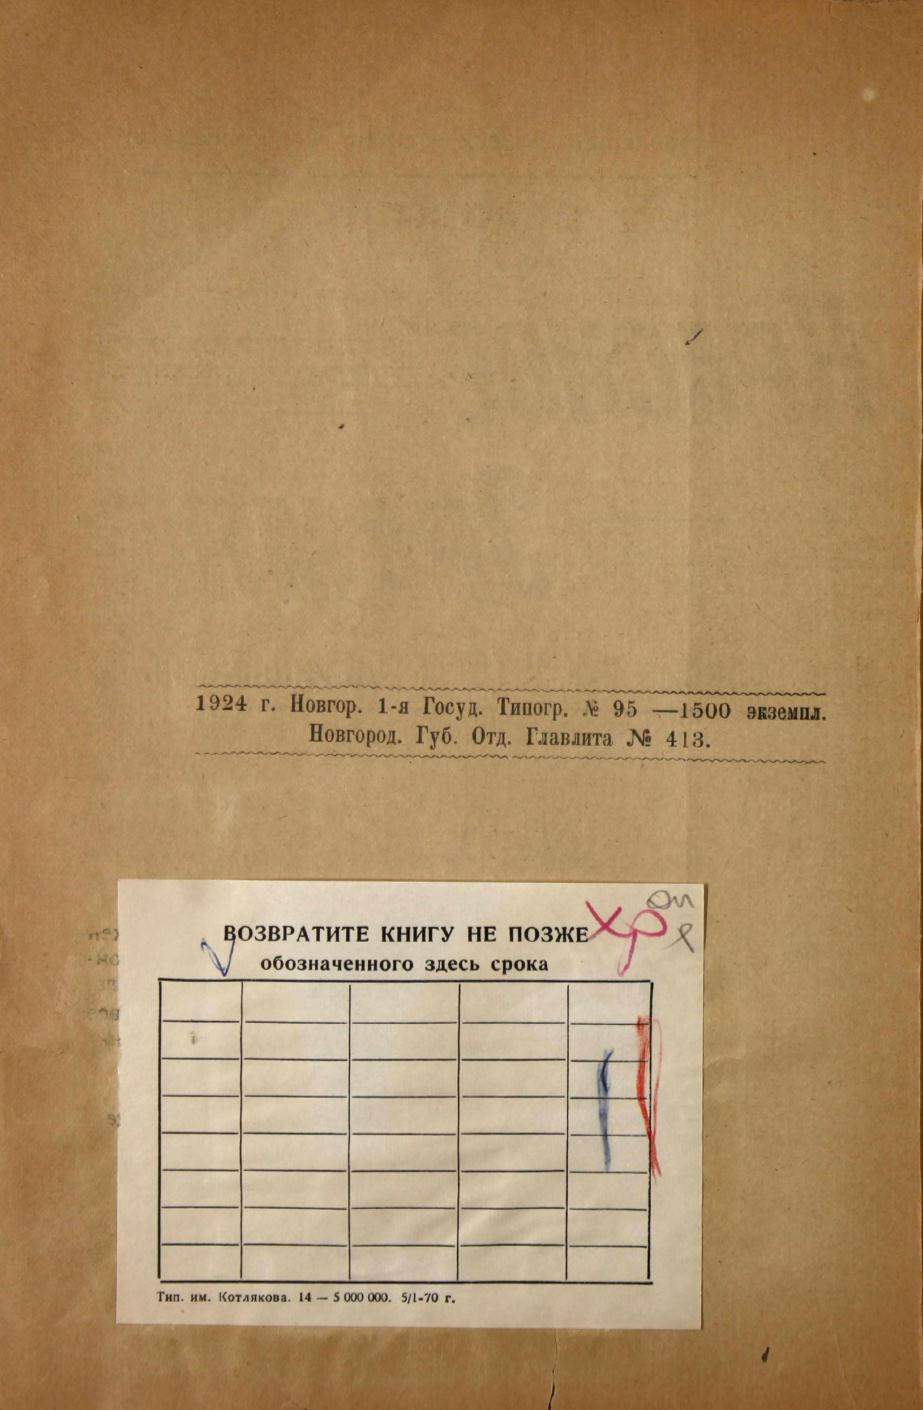 1924 г. Новгор. 1-я Госуд. Типогр. № 95 —1500 экземпл.
Новгород. Губ. Отд. Главлита № 413.
ВОЗВРАТИТЕ КНИГУ НЕ ПОЗЖЕ
обозначенного здесь срока
хр
Тип. им. Котлякова. 14 — 5 000 000. 5/I-70 г.